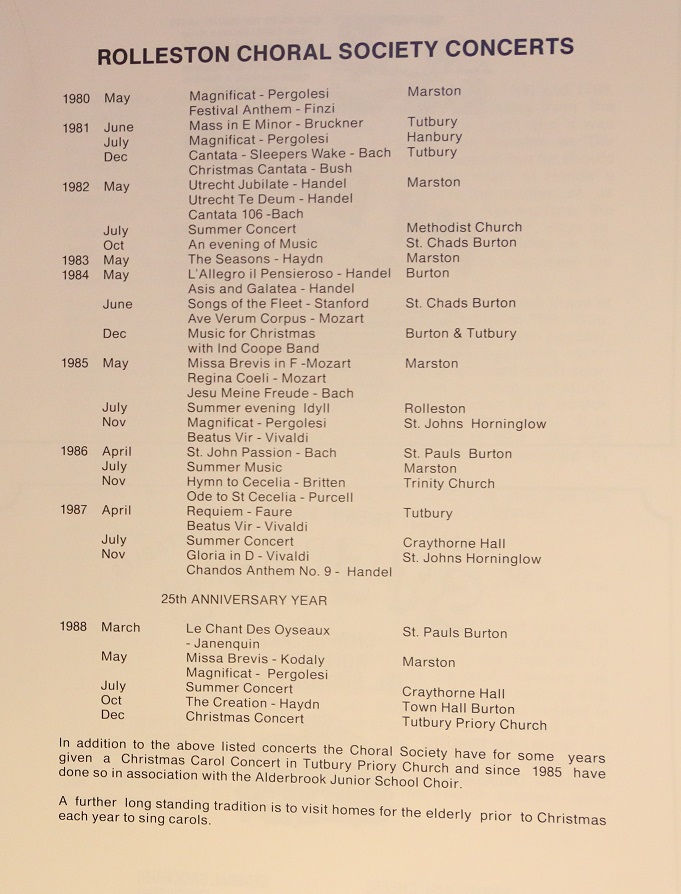 ROLLESTON CHORAL SOCIETY CONCERTS
1980 May Magnificat - Pergolesi Marston
Festival Anthem - Finzi
1981 June Mass in E Minor - Bruckner Tutbury
July Magnificat - Pergolesi Hanbury
Dec Cantata - Sleepers Wake - Bach Tutbury
Christmas Cantata - Bush
1982 May Utrecht Jubilate - Handel Marston
Utrecht Te Deum - Handel
Cantata 106 -Bach
July Summer Concert Methodist Church
Oct An evening of Music St. Chads Burton
1983 May The Seasons - Haydn Marston
1984 May L'Allegro il Pensieroso - Handel Burton
Asis and Galatea - Handel
June Songs of the Fleet - Stanford St. Chads Burton
Ave Verum Corpus - Mozart
Dec Music for Christmas Burton & Tutbury
with Ind Coope Band
1985 May Missa Brevis in F -Mozart Marston
Regina Coeli - Mozart
Jesu Meine Freude - Bach
July Summer evening Idyll Rolleston
Nov Magnificat - Pergolesi St. Johns Horninglow
Beatus Vir - Vivaldi
1986 April St. John Passion - Bach St. Pauls Burton
July Summer Music Marston
Nov Hymn to Cecelia - Britten Trinity Church
Ode to St Cecelia - Purcell
1987 April Requiem - Faure Tutbury
Beatus Vir - Vivaldi
July Summer Concert Craythorne Hall
Nov Gloria in D - Vivaldi St. Johns Horninglow
Chandos Anthem No. 9 - Handel
25th ANNIVERSARY YEAR
1988 March Le Chant Des Oyseaux St. Pauls Burton
- Janenquin
May Missa Brevis - Kodaly Marston
Magnificat - Pergolesi
July Summer Concert Craythorne Hall
Oct The Creation - Haydn Town Hall Burton
Dec Christmas Concert Tutbury Priory Church
In addition to the above listed concerts the Choral Society have for some years
given a Christmas Carol Concert in Tutbury Priory Church and since 1985 have
done so in association with the Alderbrook Junior School Choir.
A further long standing tradition is to visit homes for the elderly prior to Christmas
each year to sing carols.